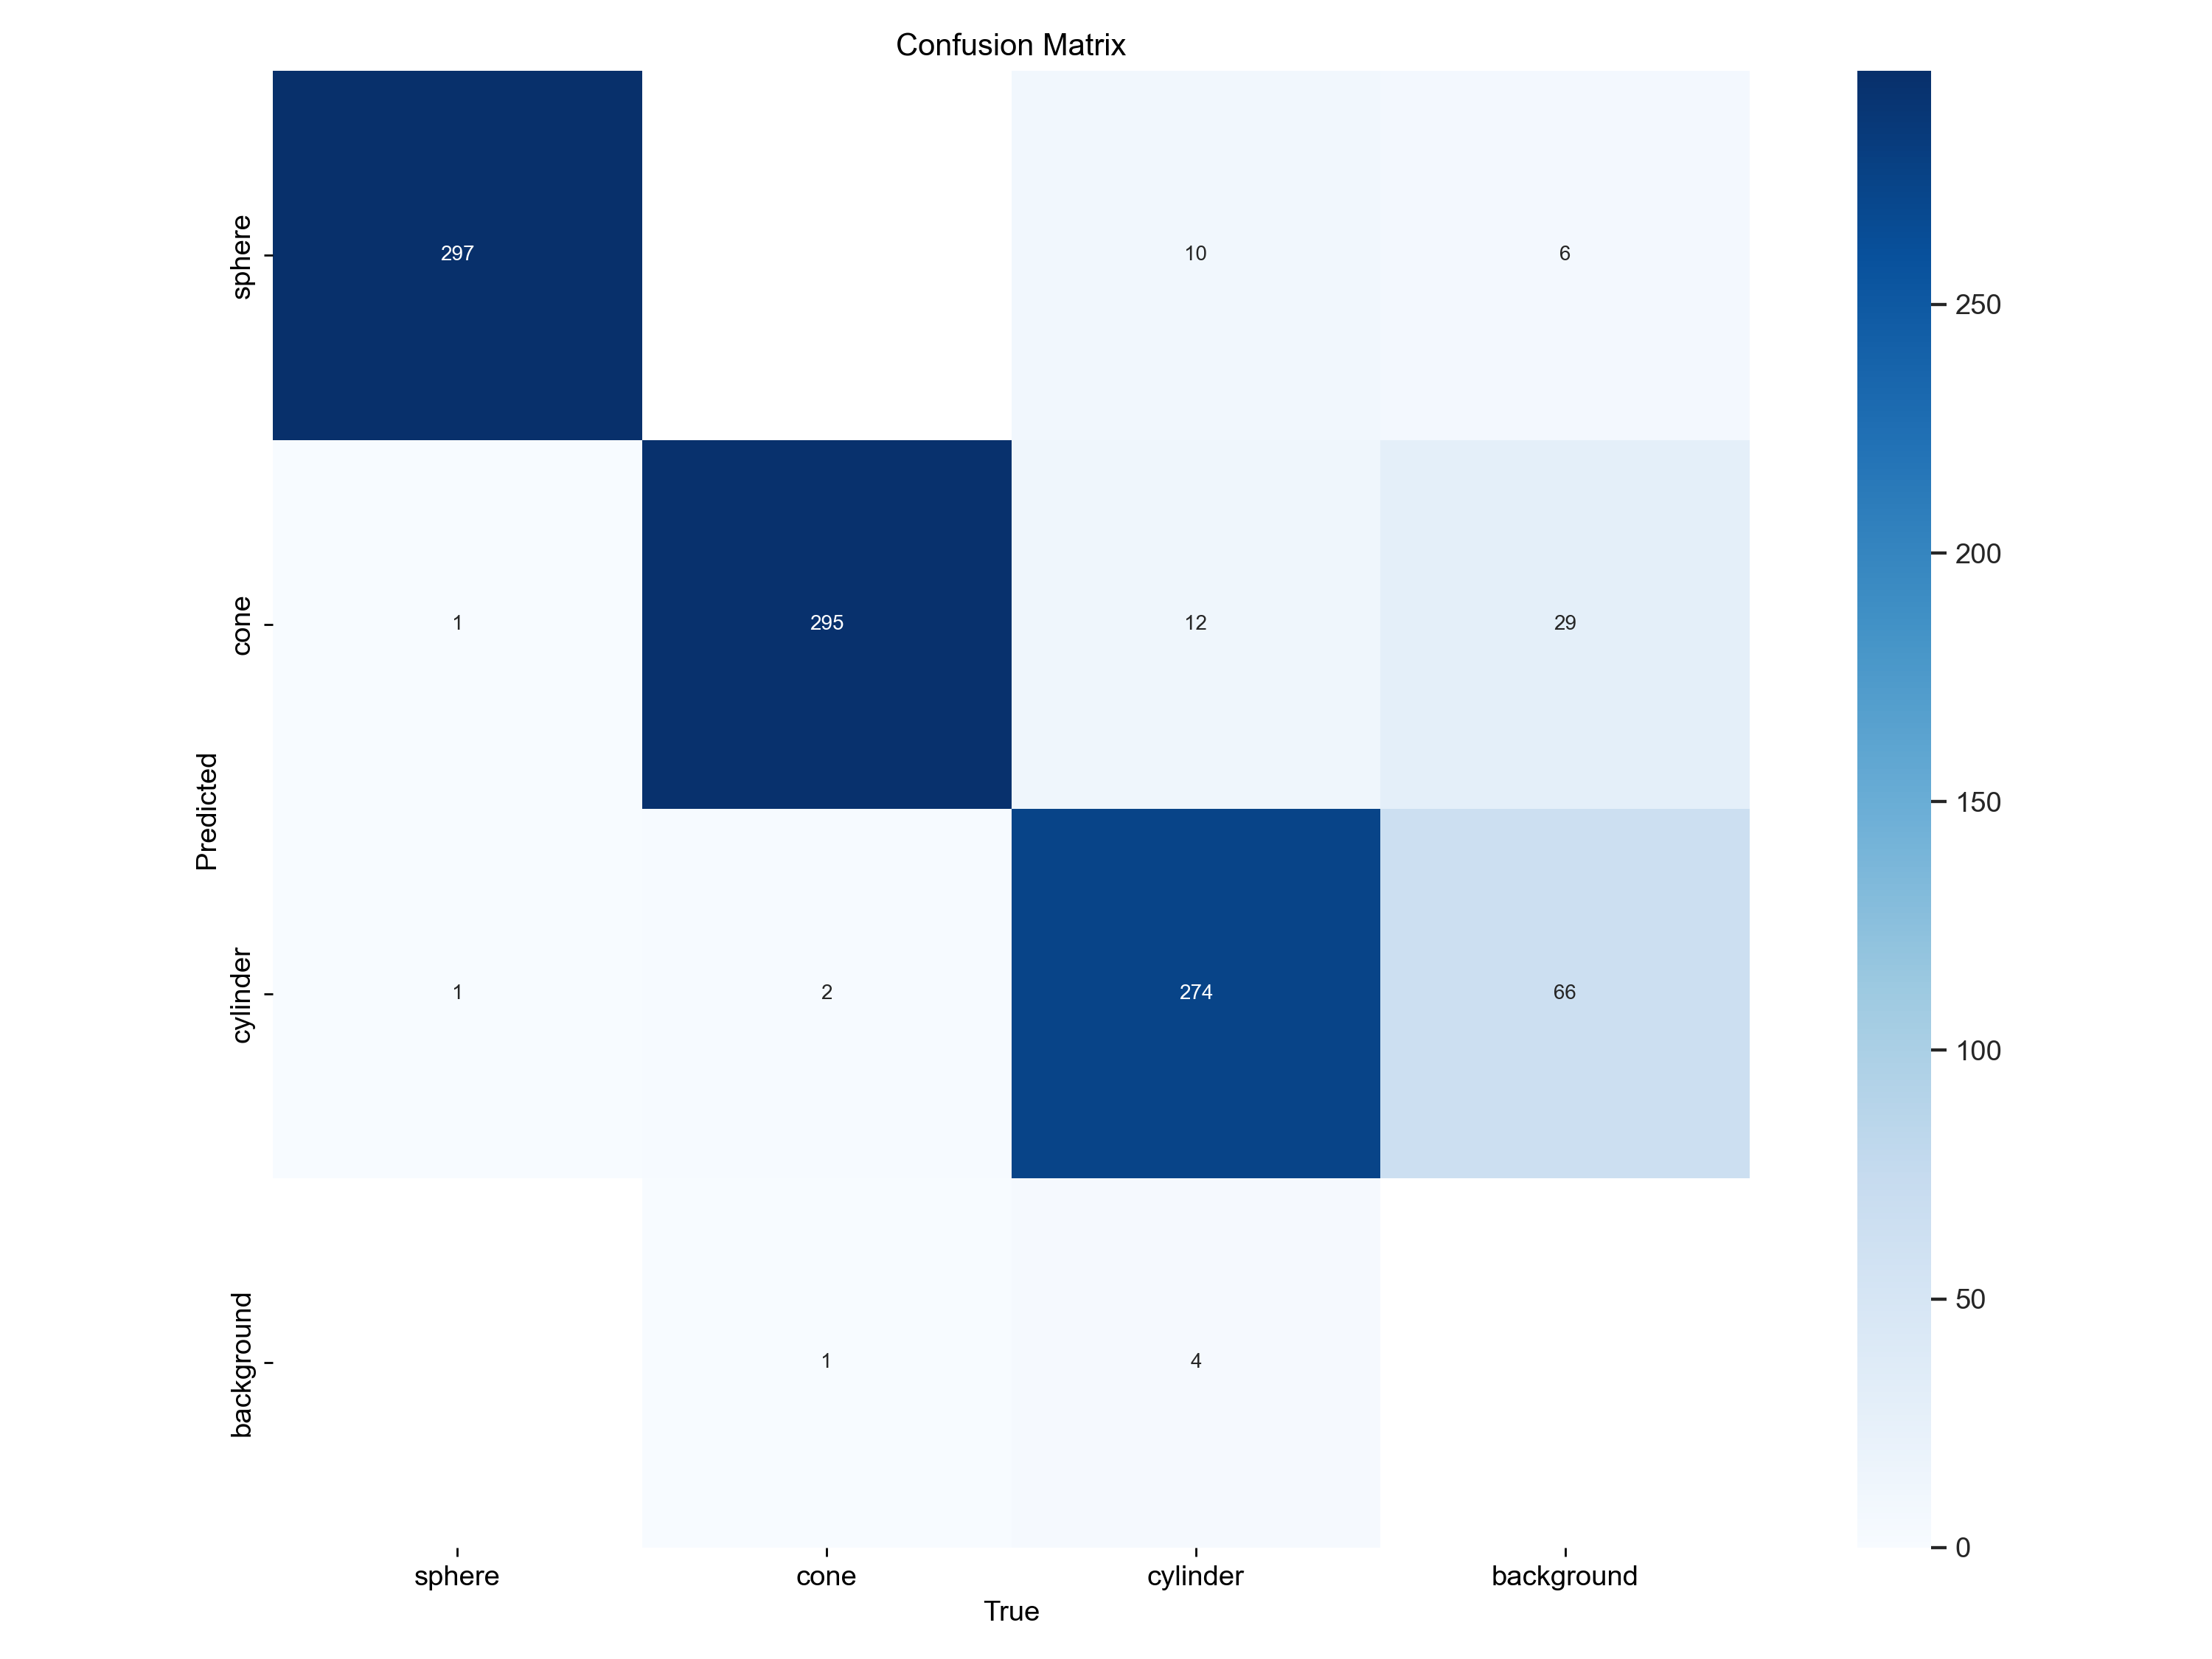 Confusion Matrix
sphere
297
10
6
cone
1
295
12
29
cylinder
1
2
274
66
background
1
4
sphere
cone
cylinder
background
True
Predicted
250
200
150
100
50
0